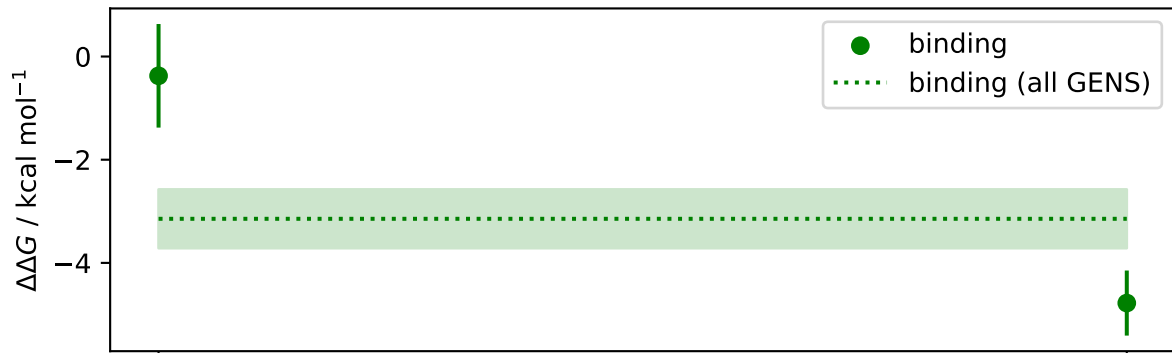 0
−2
−4
ΔΔG / kcal mol⁻¹
binding
binding (all GENS)